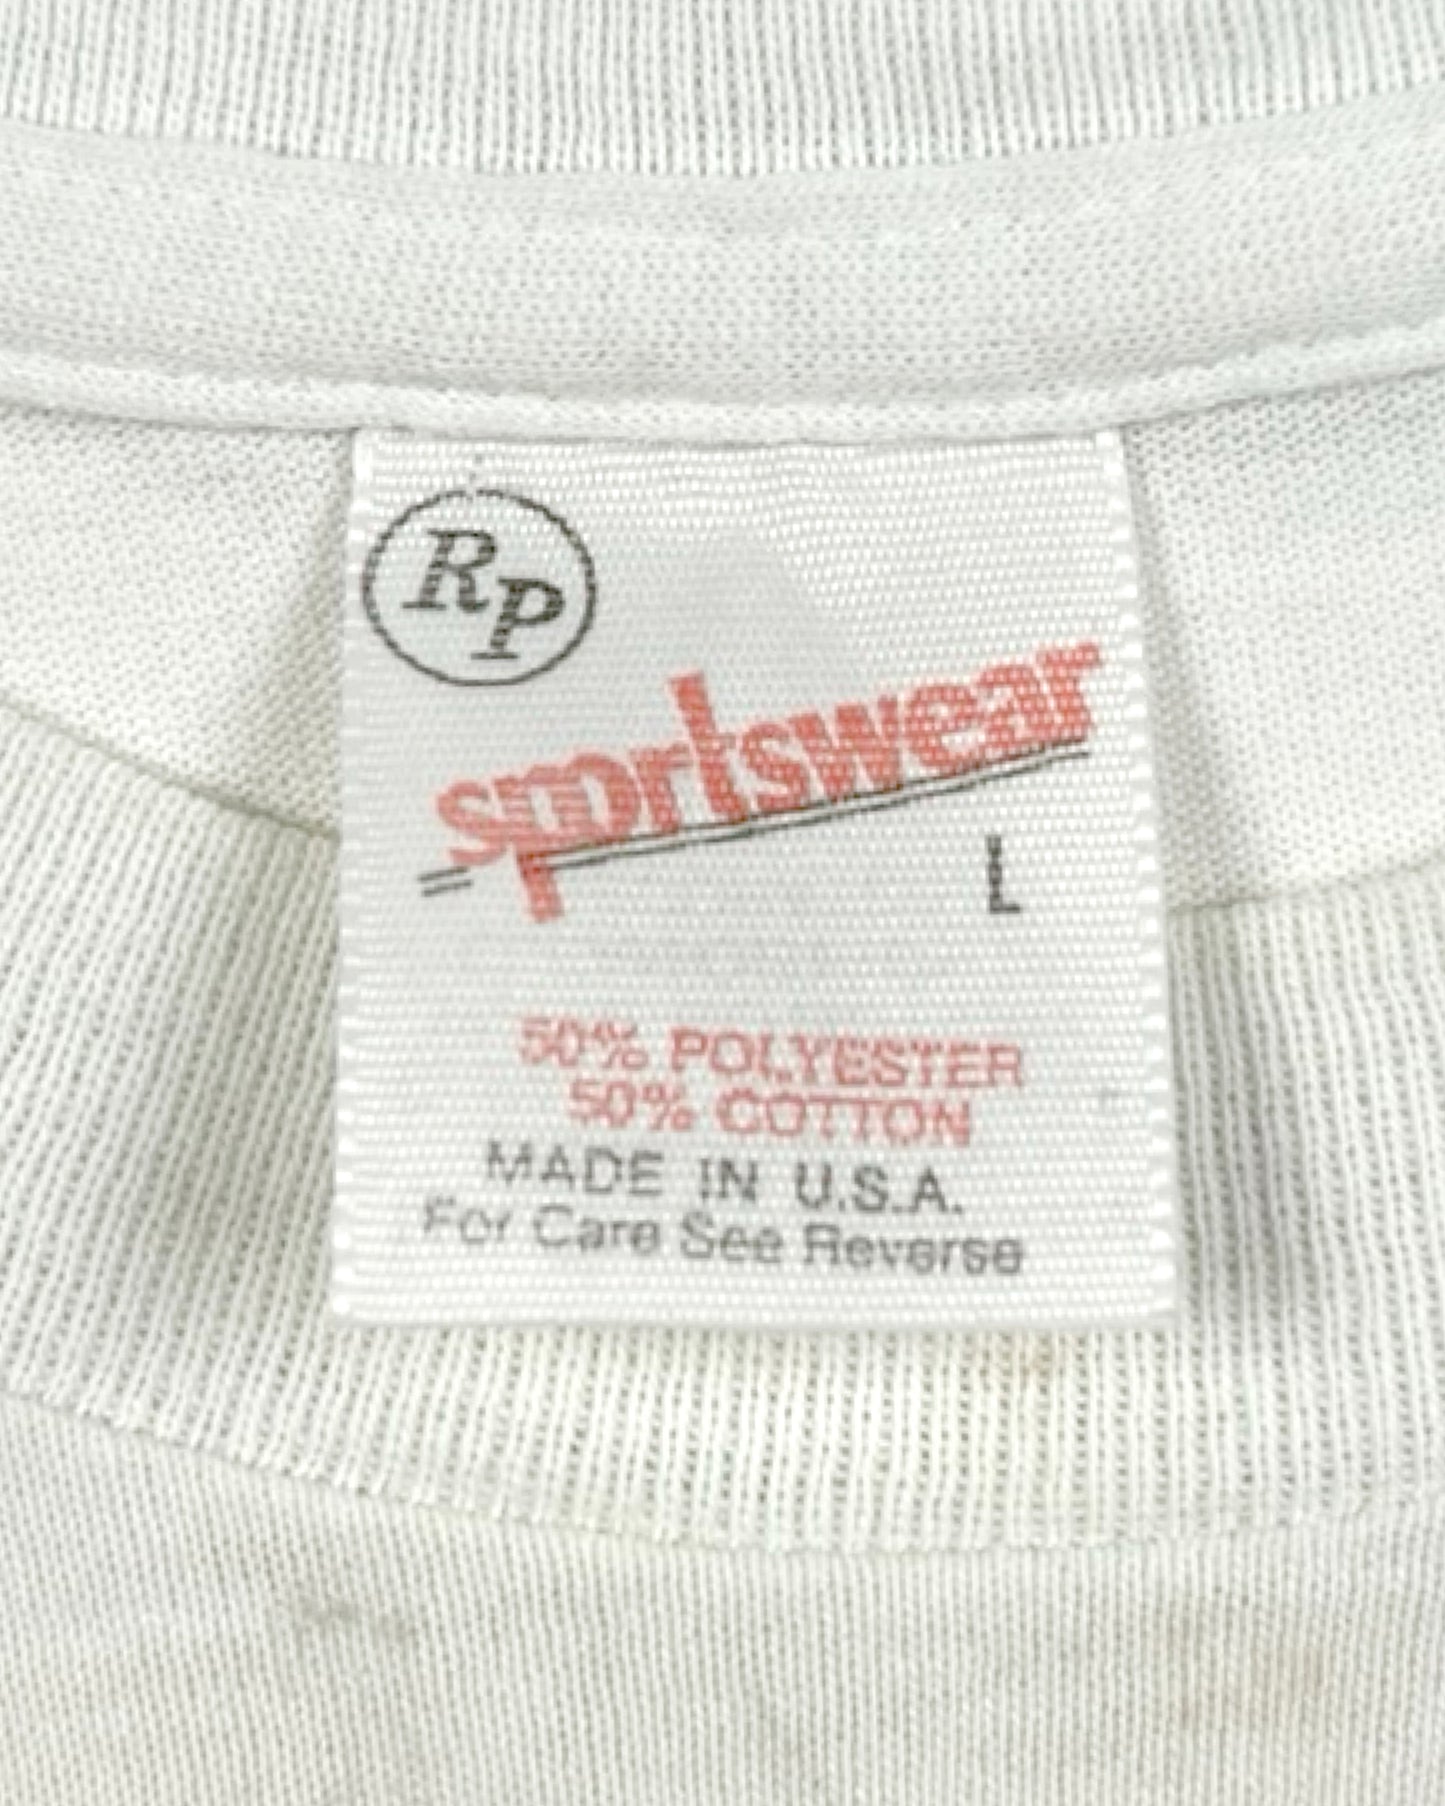 RP
sportswear
L
50% POLYESTER
50% COTTON
MADE IN U.S.A.
For Care See Reverse